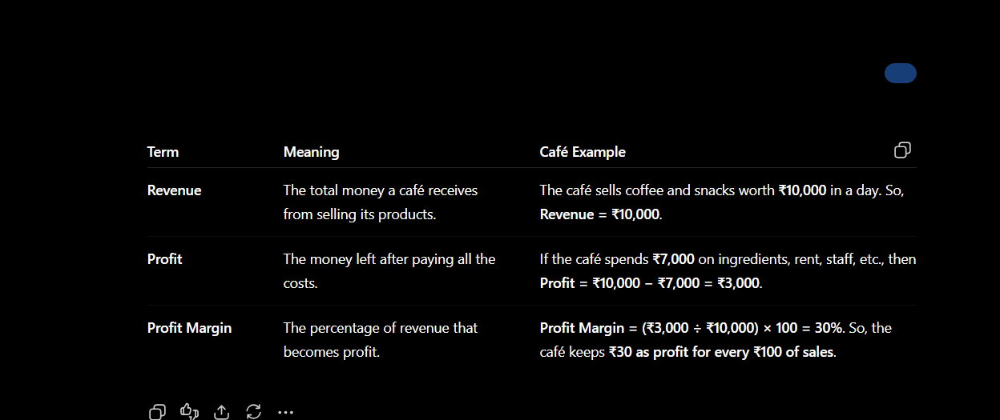 Term Meaning Café Example
Revenue The total money a café receives The café sells coffee and snacks worth ₹10,000 in a day. So,
from selling its products. Revenue = ₹10,000.
Profit The money left after paying all the If the café spends ₹7,000 on ingredients, rent, staff, etc., then
costs. Profit = ₹10,000 − ₹7,000 = ₹3,000.
Profit Margin The percentage of revenue that Profit Margin = (₹3,000 ÷ ₹10,000) × 100 = 30%. So, the
becomes profit. café keeps ₹30 as profit for every ₹100 of sales.